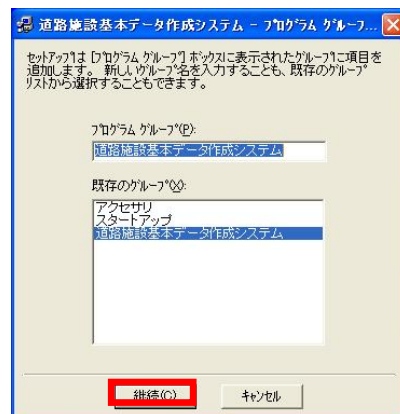 道路施設基本データ作成システム - ﾌﾟﾛｸﾞﾗﾑ ｸﾞﾙｰﾌﾟ...
ｾｯﾄｱｯﾌﾟは [ﾌﾟﾛｸﾞﾗﾑ ｸﾞﾙｰﾌﾟ] ﾎﾞｯｸｽに表示されたｸﾞﾙｰﾌﾟに項目を
追加します。 新しいｸﾞﾙｰﾌﾟ名を入力することも、既存のｸﾞﾙｰﾌﾟ
ﾘｽﾄから選択することもできます。
ﾌﾟﾛｸﾞﾗﾑ ｸﾞﾙｰﾌﾟ(P):
道路施設基本データ作成システム
既存のｸﾞﾙｰﾌﾟ(X):
アクセサリ
スタートアップ
道路施設基本データ作成システム
継続(C)
ｷｬﾝｾﾙ